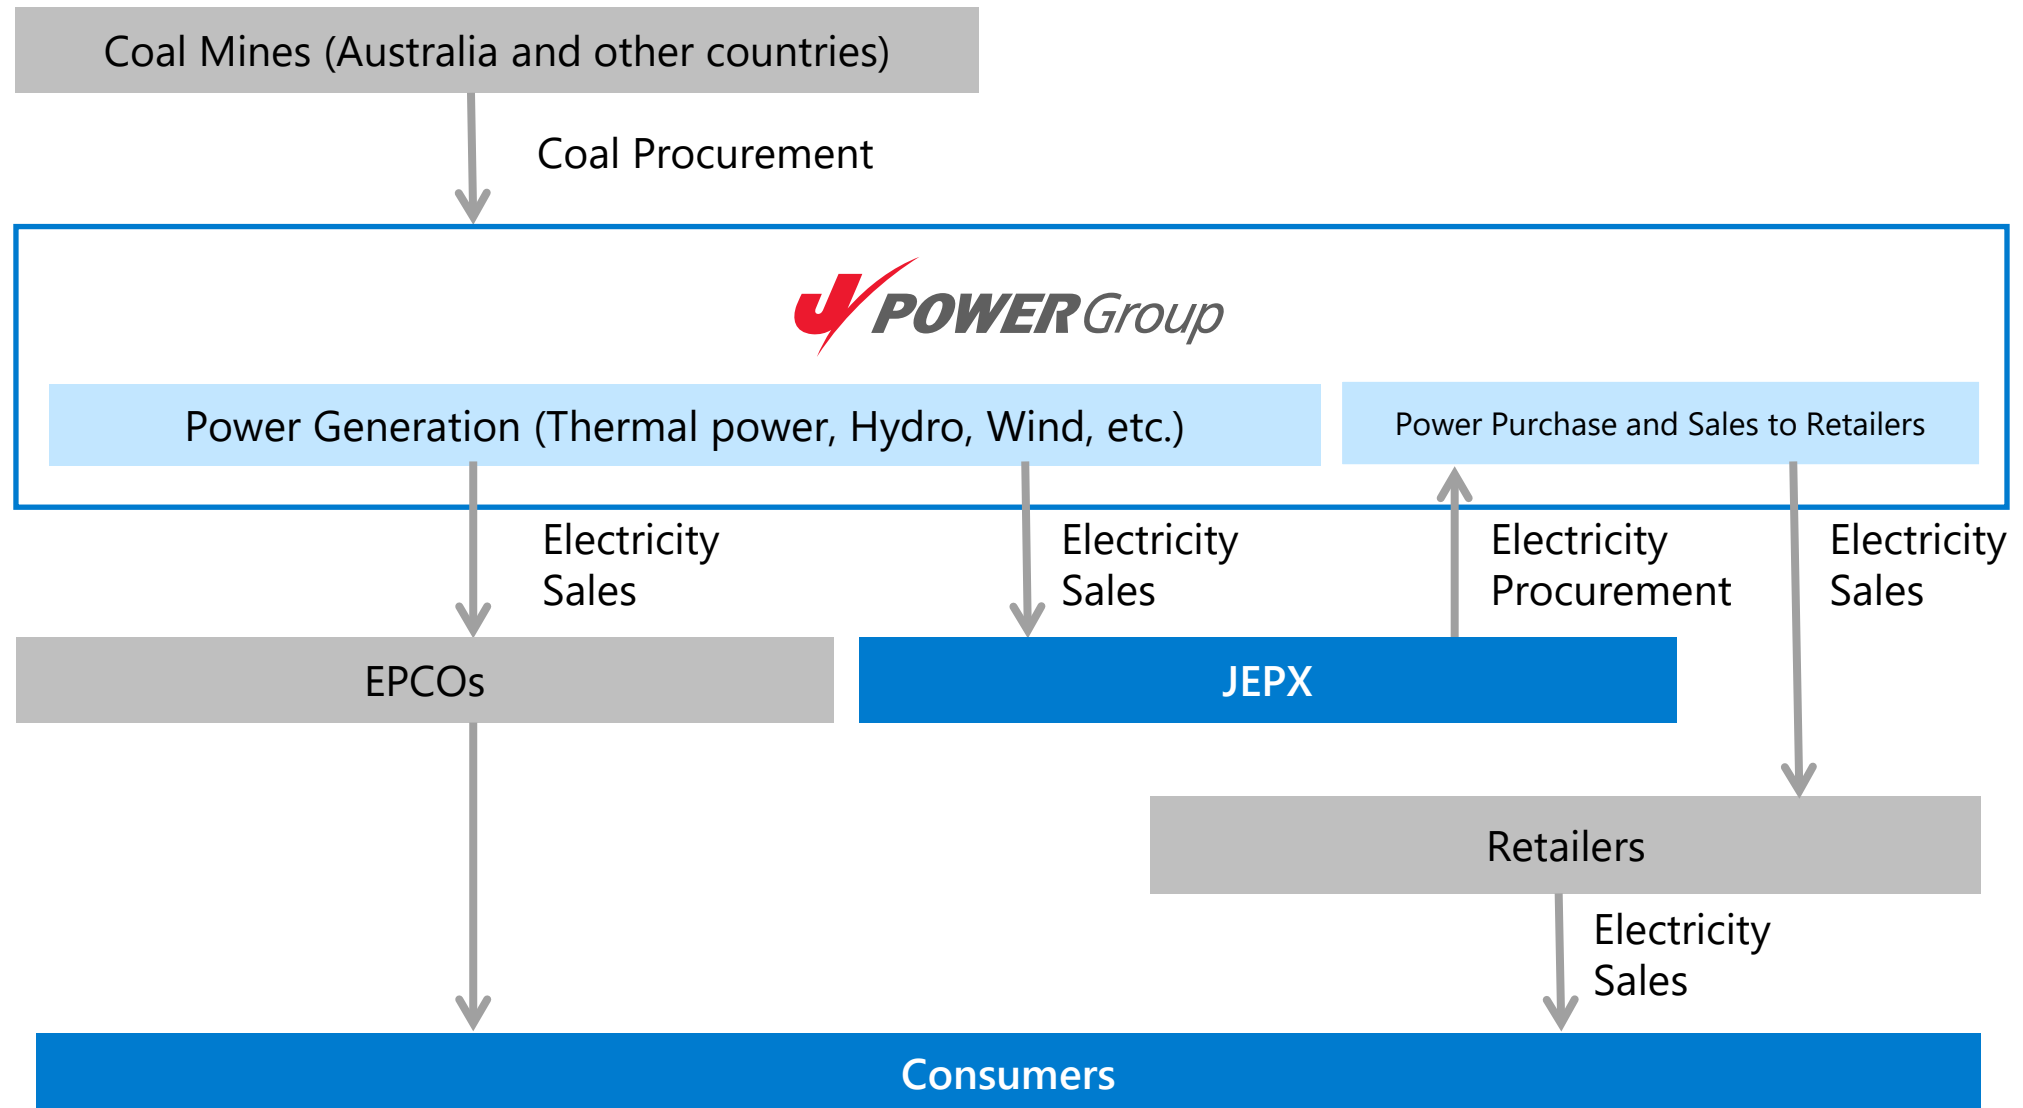 Coal Mines (Australia and other countries)
Coal Procurement
J POWER Group
Power Generation (Thermal power, Hydro, Wind, etc.)
Power Purchase and Sales to Retailers
Electricity
Sales
Electricity
Sales
Electricity
Procurement
Electricity
Sales
EPCOs
JEPX
Retailers
Electricity
Sales
Consumers